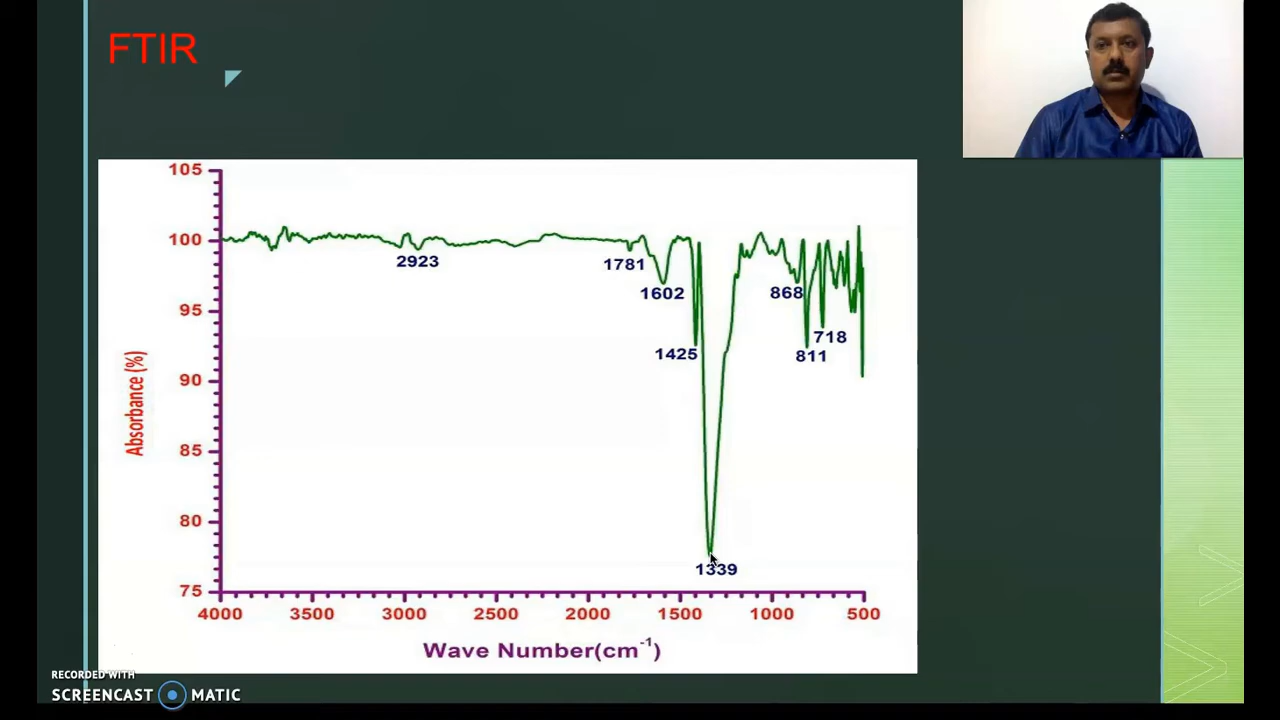 FTIR
105
100
95
90
85
80
75
Absorbance (%)
2923
1781
1602
1425
1339
868
811
718
4000 3500 3000 2500 2000 1500 1000 500
Wave Number(cm⁻¹)
RECORDED WITH
SCREENCAST MATIC